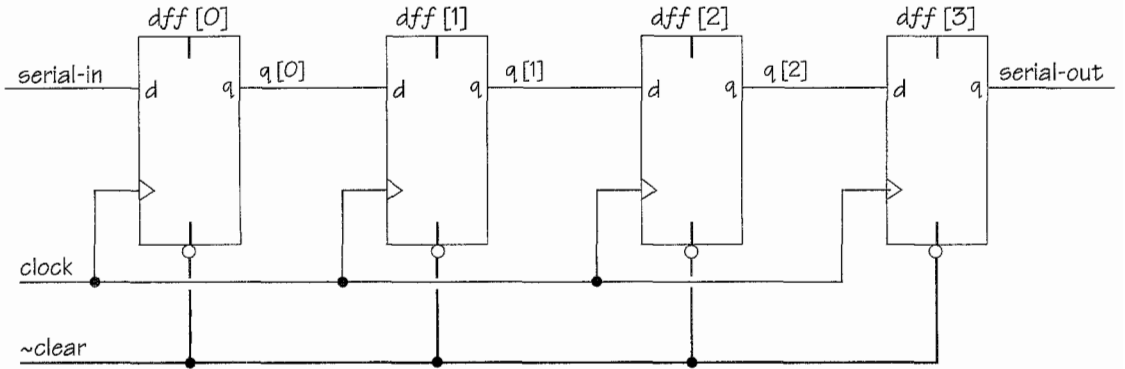 dff [0] dff [1] dff [2] dff [3]
serial-in q [0] q [1] q [2] serial-out
d q d q d q d q
clock
~clear